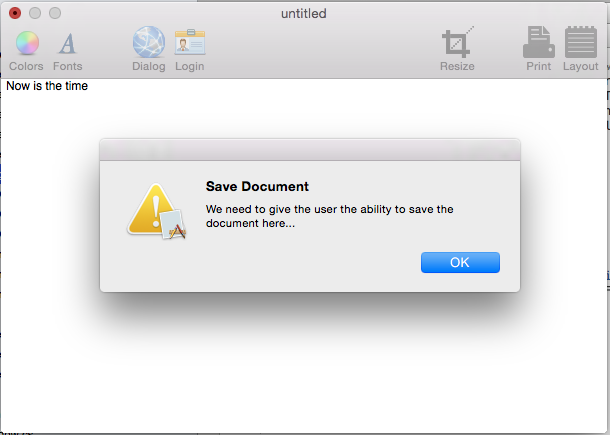 untitled
Colors Fonts Dialog Login Resize Print Layout
Now is the time
Save Document
We need to give the user the ability to save the
document here...
OK